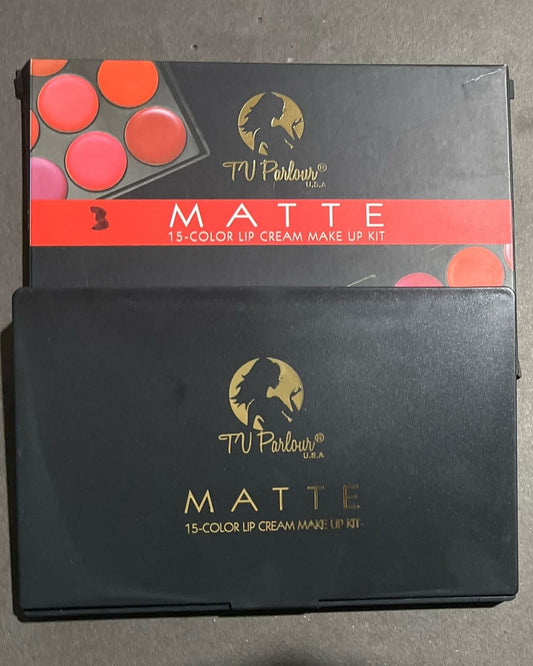 TV Parlour®
U.S.A
3
MATTE
15-COLOR LIP CREAM MAKE UP KIT
TV Parlour®
U.S.A
MATTE
15-COLOR LIP CREAM MAKE UP KIT